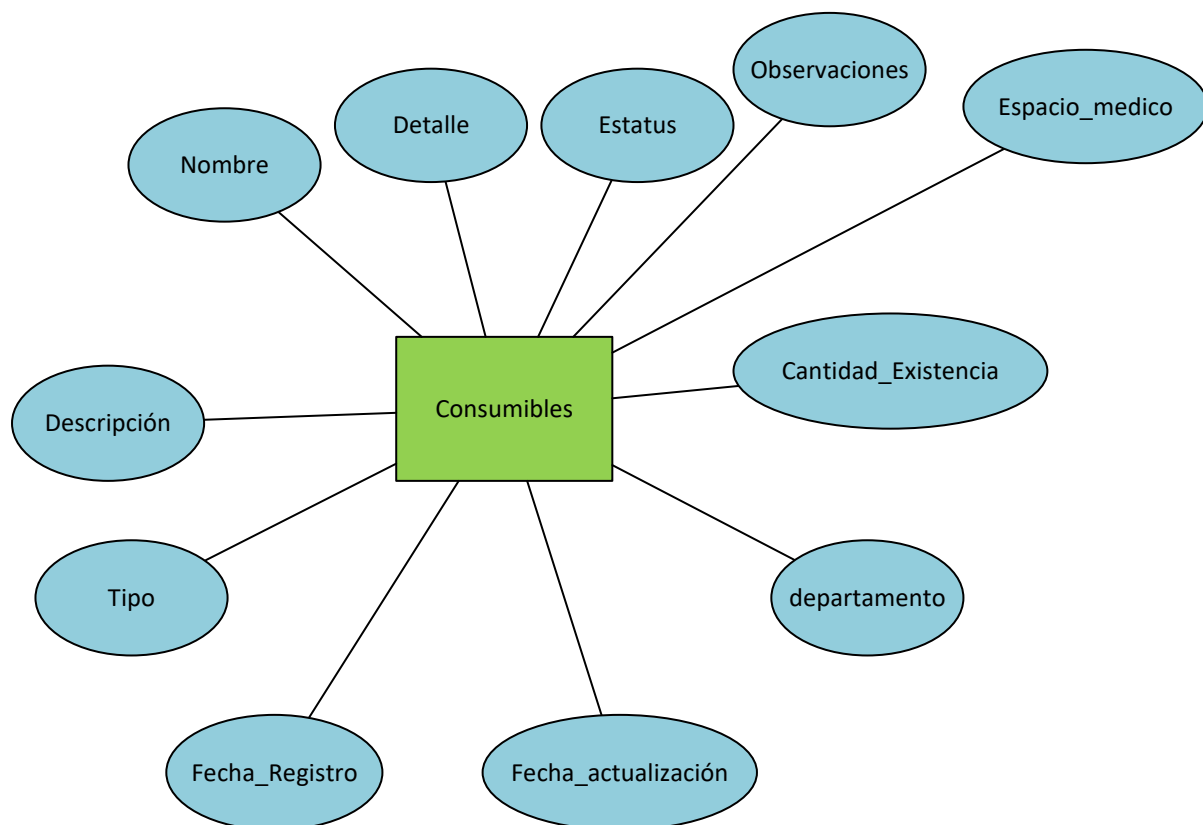 Observaciones
Espacio_medico
Detalle
Estatus
Nombre
Cantidad_Existencia
Consumibles
Descripción
Tipo
departamento
Fecha_Registro
Fecha_actualización